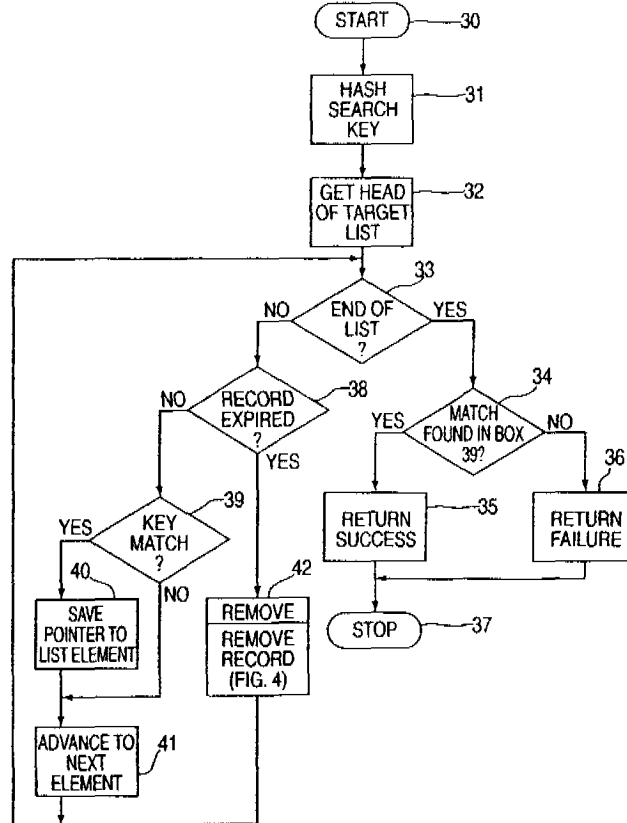 START
30
HASH
SEARCH
KEY
31
GET HEAD
OF TARGET
LIST
32
33
END OF
LIST
?
NO
YES
RECORD
EXPIRED
?
38
NO
YES
34
MATCH
FOUND IN BOX
39?
YES
NO
KEY
MATCH
?
39
YES
NO
RETURN
SUCCESS
35
RETURN
FAILURE
36
40
SAVE
POINTER TO
LIST ELEMENT
42
REMOVE
REMOVE
RECORD
(FIG. 4)
STOP
37
ADVANCE TO
NEXT
ELEMENT
41